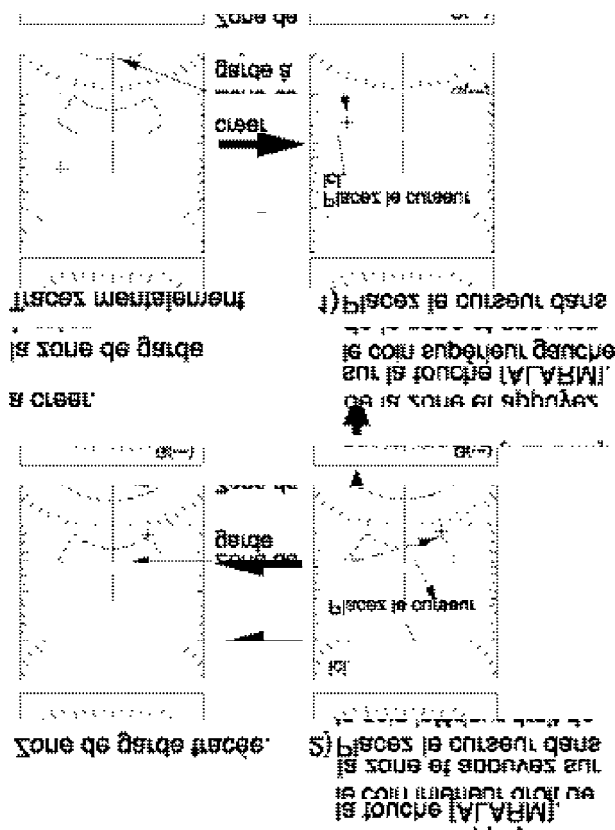 Zone de
garde à
créer
Placez le curseur
ici.
Tracez mentalement
la zone de garde
à créer.
1) Placez le curseur dans
le coin supérieur gauche
de la zone et appuyez
sur la touche [ALARM].
Zone de
garde
Placez le curseur
ici.
Zone de garde tracée.
2) Placez le curseur dans
le coin inférieur droit de
la zone et appuyez sur
la touche [ALARM].